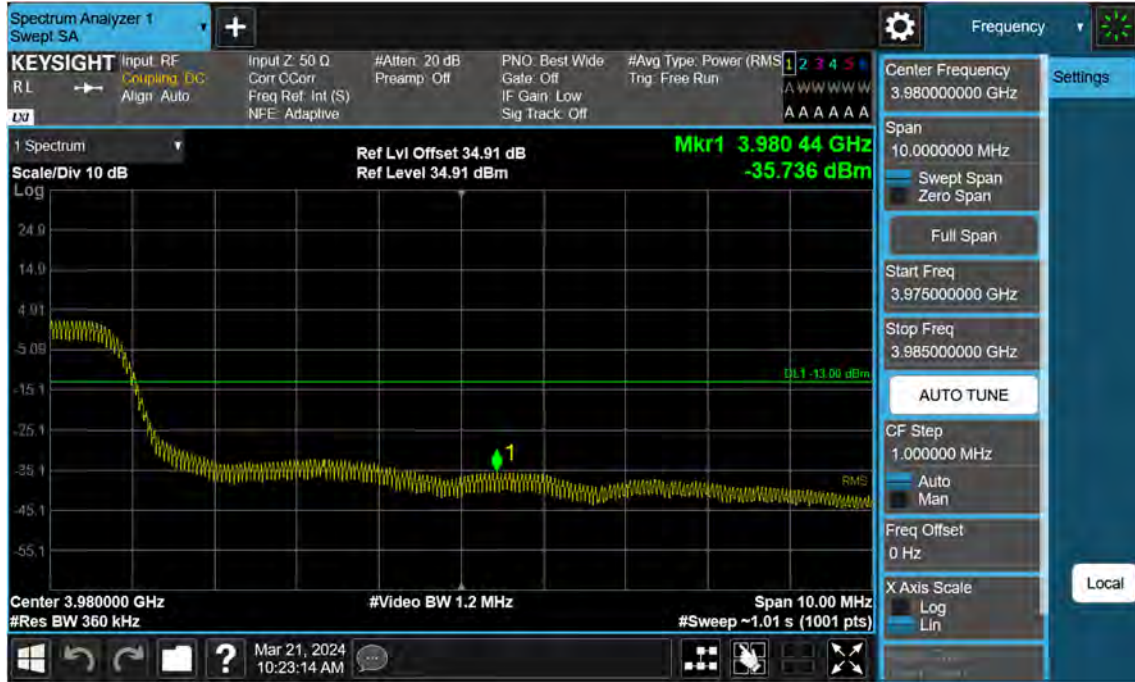 Spectrum Analyzer 1
Swept SA
+
Frequency
KEYSIGHT
RL
LXI
Input: RF
Coupling: DC
Align: Auto
Input Z: 50 Ω
Corr CCorr
Freq Ref: Int (S)
NFE: Adaptive
#Atten: 20 dB
Preamp: Off
PNO: Best Wide
Gate: Off
IF Gain: Low
Sig Track: Off
#Avg Type: Power (RMS
Trig: Free Run
1 2 3 4 5 6
A W W W W W
A A A A A A
1 Spectrum
Scale/Div 10 dB
Log
Ref Lvl Offset 34.91 dB
Ref Level 34.91 dBm
Mkr1 3.980 44 GHz
-35.736 dBm
24.9
14.9
4.91
-5.09
DL1 -13.00 dBm
-15.1
-25.1
1
-35.1
RMS
-45.1
-55.1
Center 3.980000 GHz
#Video BW 1.2 MHz
Span 10.00 MHz
#Res BW 360 kHz
#Sweep ~1.01 s (1001 pts)
?
Mar 21, 2024
10:23:14 AM
Center Frequency
3.980000000 GHz
Settings
Span
10.0000000 MHz
Swept Span
Zero Span
Full Span
Start Freq
3.975000000 GHz
Stop Freq
3.985000000 GHz
AUTO TUNE
CF Step
1.000000 MHz
Auto
Man
Freq Offset
0 Hz
X Axis Scale
Log
Lin
Local